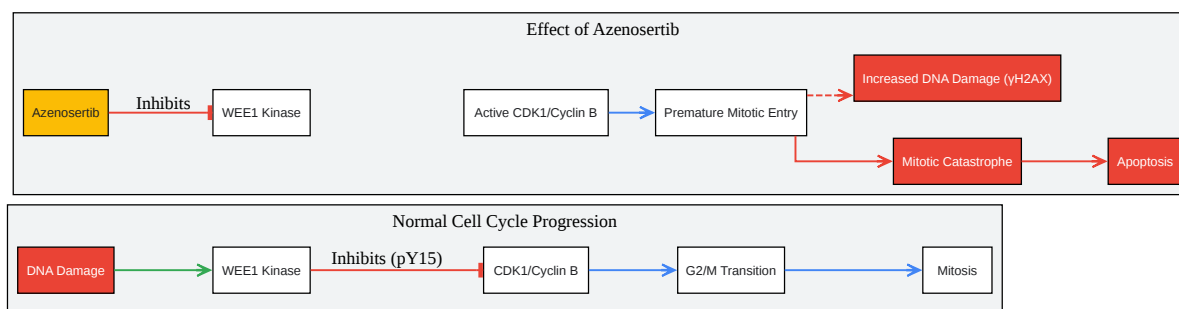 Effect of Azenosertib
Increased DNA Damage (γH2AX)
Azenosertib
Inhibits
WEE1 Kinase
Active CDK1/Cyclin B
Premature Mitotic Entry
Mitotic Catastrophe
Apoptosis
Normal Cell Cycle Progression
DNA Damage
WEE1 Kinase
Inhibits (pY15)
CDK1/Cyclin B
G2/M Transition
Mitosis